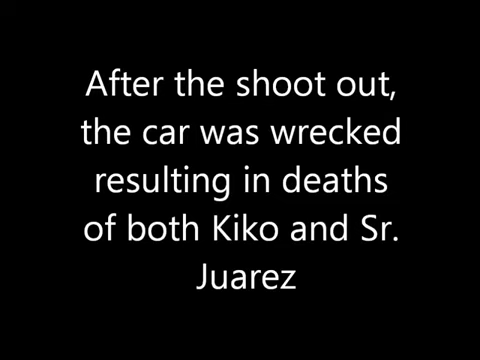 After the shoot out,
the car was wrecked
resulting in deaths
of both Kiko and Sr.
Juarez